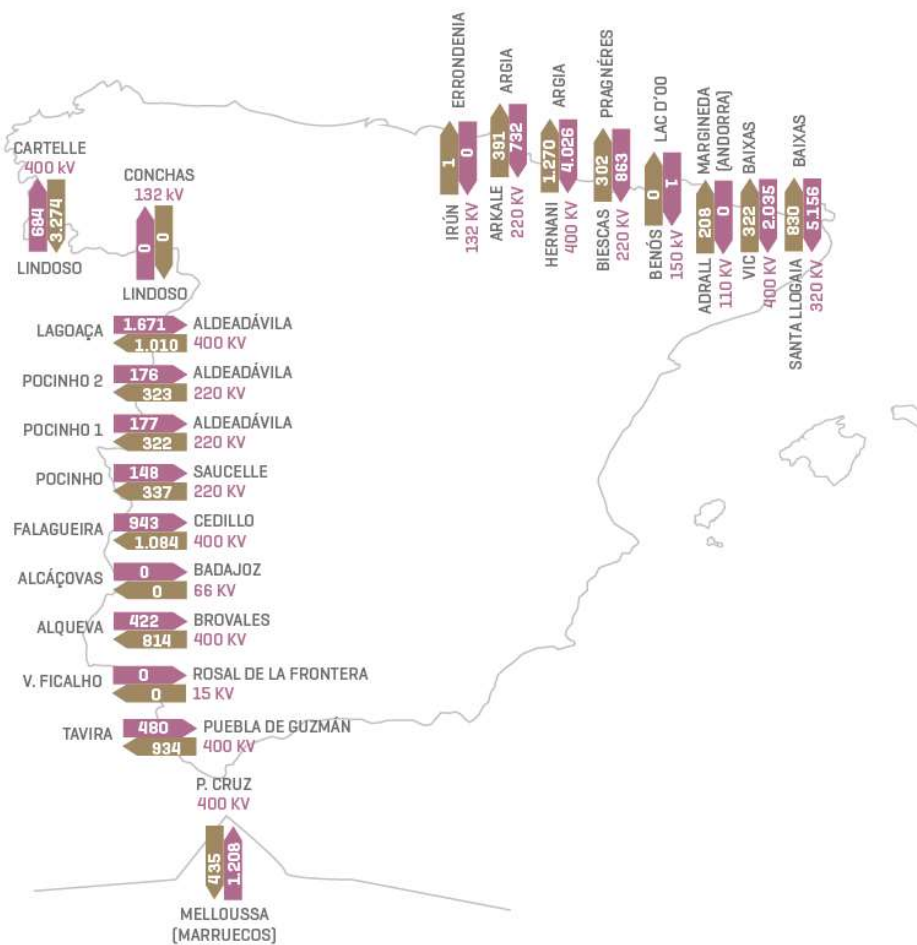 CARTELLE
400 kV
684
3.274
LINDOSO
CONCHAS
132 kV
0
0
LINDOSO
ERRONDENIA
1
0
IRÚN
132 KV
ARGIA
391
732
ARKALE
220 KV
ARGIA
1.270
4.026
HERNANI
400 KV
PRAGNÉRES
302
863
BIESCAS
220 KV
LAC D'OO
0
1
BENÓS
150 kV
MARGINEDA
(ANDORRA)
208
0
ADRALL
110 KV
BAIXAS
322
2.035
VIC
400 KV
BAIXAS
830
5.156
SANTA LLOGAIA
320 KV
LAGOAÇA
1.671
1.010
ALDEADÁVILA
400 KV
POCINHO 2
176
323
ALDEADÁVILA
220 KV
POCINHO 1
177
322
ALDEADÁVILA
220 KV
POCINHO
148
337
SAUCELLE
220 KV
FALAGUEIRA
943
1.084
CEDILLO
400 KV
ALCÁÇOVAS
0
0
BADAJOZ
66 KV
ALQUEVA
422
814
BROVALES
400 KV
V. FICALHO
0
0
ROSAL DE LA FRONTERA
15 KV
TAVIRA
480
934
PUEBLA DE GUZMÁN
400 KV
P. CRUZ
400 KV
435
1.208
MELLOUSSA
(MARRUECOS)